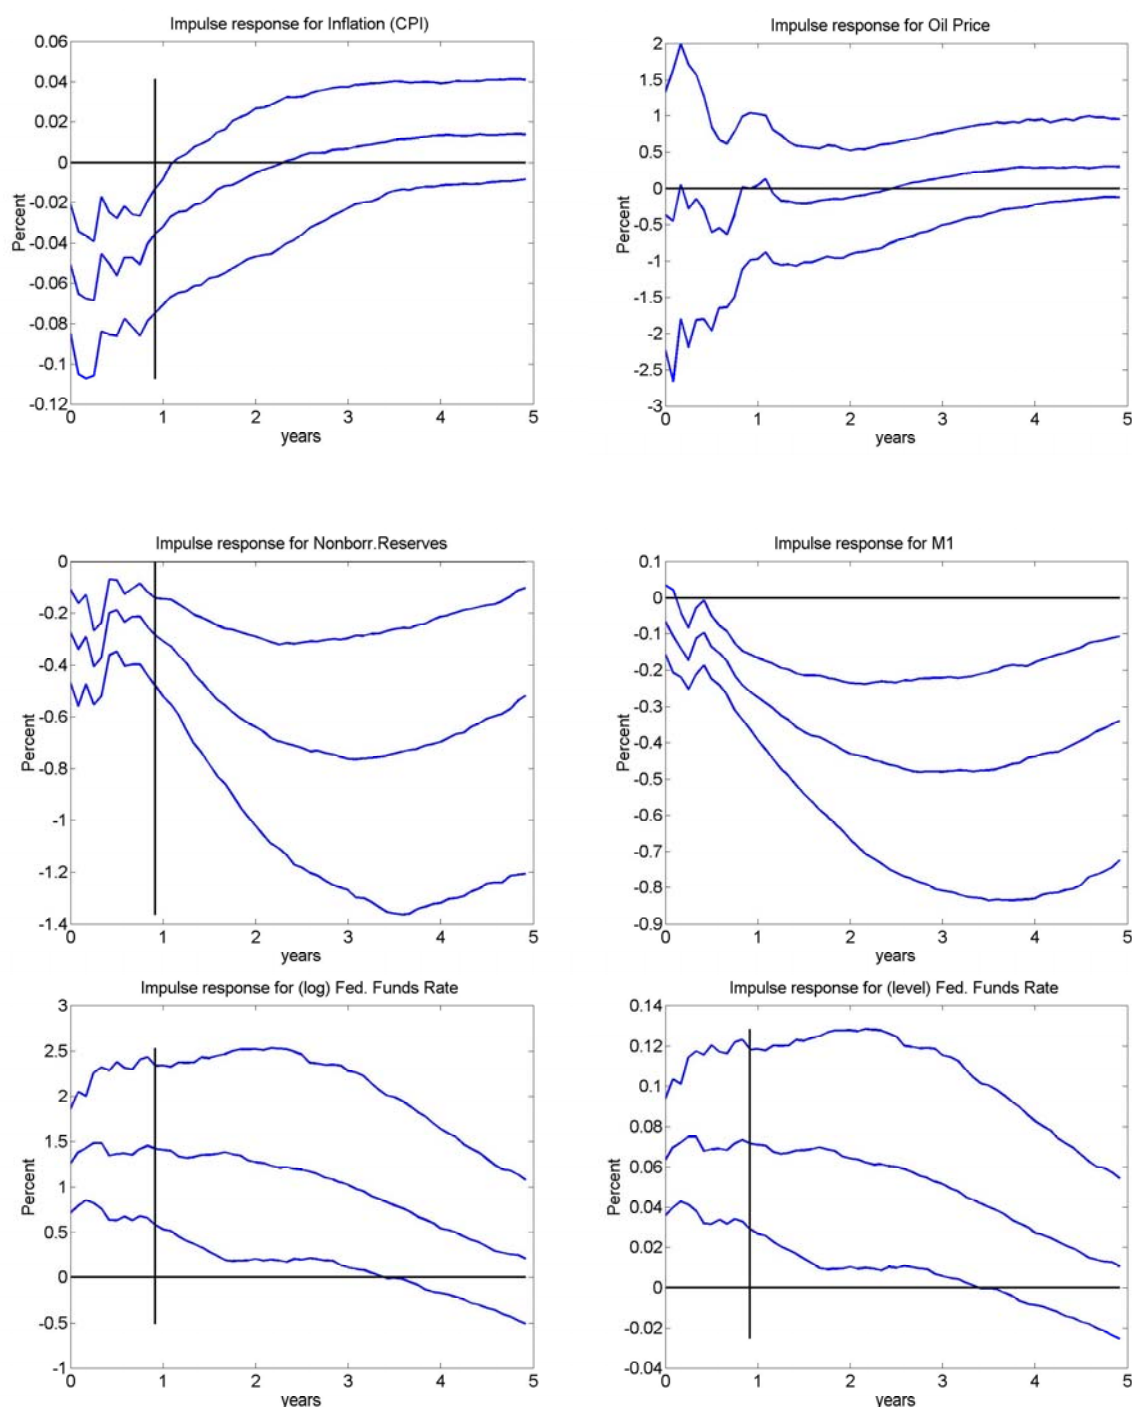 Impulse response for Inflation (CPI)
0.06
0.04
0.02
0
-0.02
-0.04
-0.06
-0.08
-0.1
-0.12
Percent
0 1 2 3 4 5
years
Impulse response for Oil Price
2
1.5
1
0.5
0
-0.5
-1
-1.5
-2
-2.5
-3
Percent
0 1 2 3 4 5
years
Impulse response for Nonborr.Reserves
0
-0.2
-0.4
-0.6
-0.8
-1
-1.2
-1.4
Percent
0 1 2 3 4 5
years
Impulse response for M1
0.1
0
-0.1
-0.2
-0.3
-0.4
-0.5
-0.6
-0.7
-0.8
-0.9
Percent
0 1 2 3 4 5
years
Impulse response for (log) Fed. Funds Rate
3
2.5
2
1.5
1
0.5
0
-0.5
-1
Percent
0 1 2 3 4 5
years
Impulse response for (level) Fed. Funds Rate
0.14
0.12
0.1
0.08
0.06
0.04
0.02
0
-0.02
-0.04
Percent
0 1 2 3 4 5
years